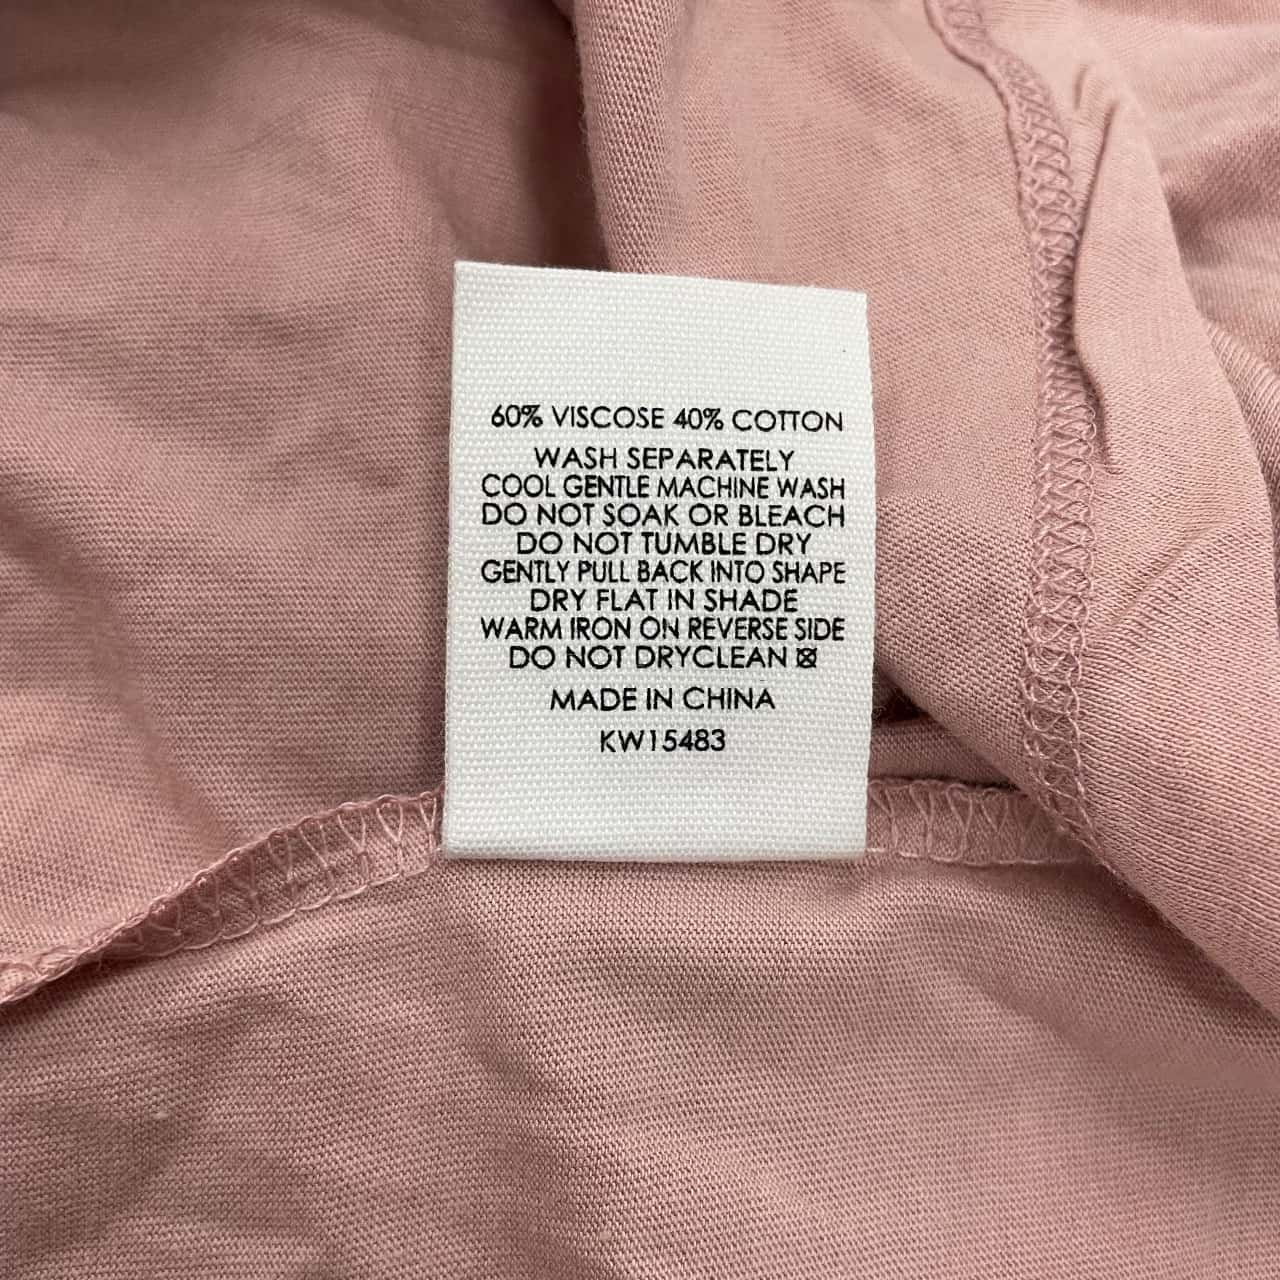 60% VISCOSE 40% COTTON
WASH SEPARATELY
COOL GENTLE MACHINE WASH
DO NOT SOAK OR BLEACH
DO NOT TUMBLE DRY
GENTLY PULL BACK INTO SHAPE
DRY FLAT IN SHADE
WARM IRON ON REVERSE SIDE
DO NOT DRYCLEAN
MADE IN CHINA
KW15483